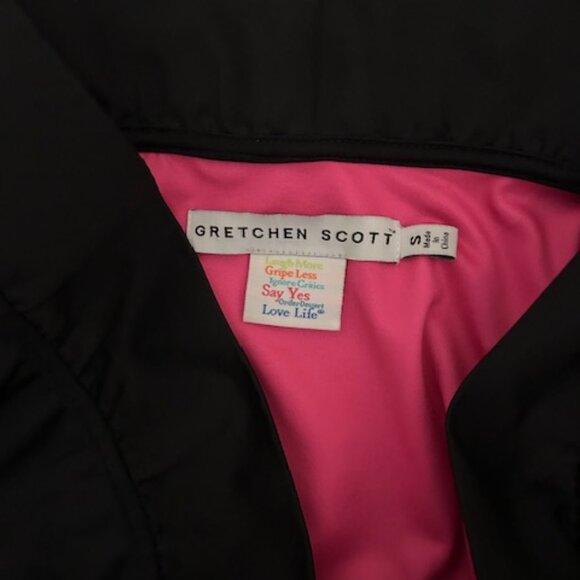 GRETCHEN SCOTT
S
Made
in
China
Laugh More
Gripe Less
Ignore Critics
Say Yes
*Order Dessert
Love Life®